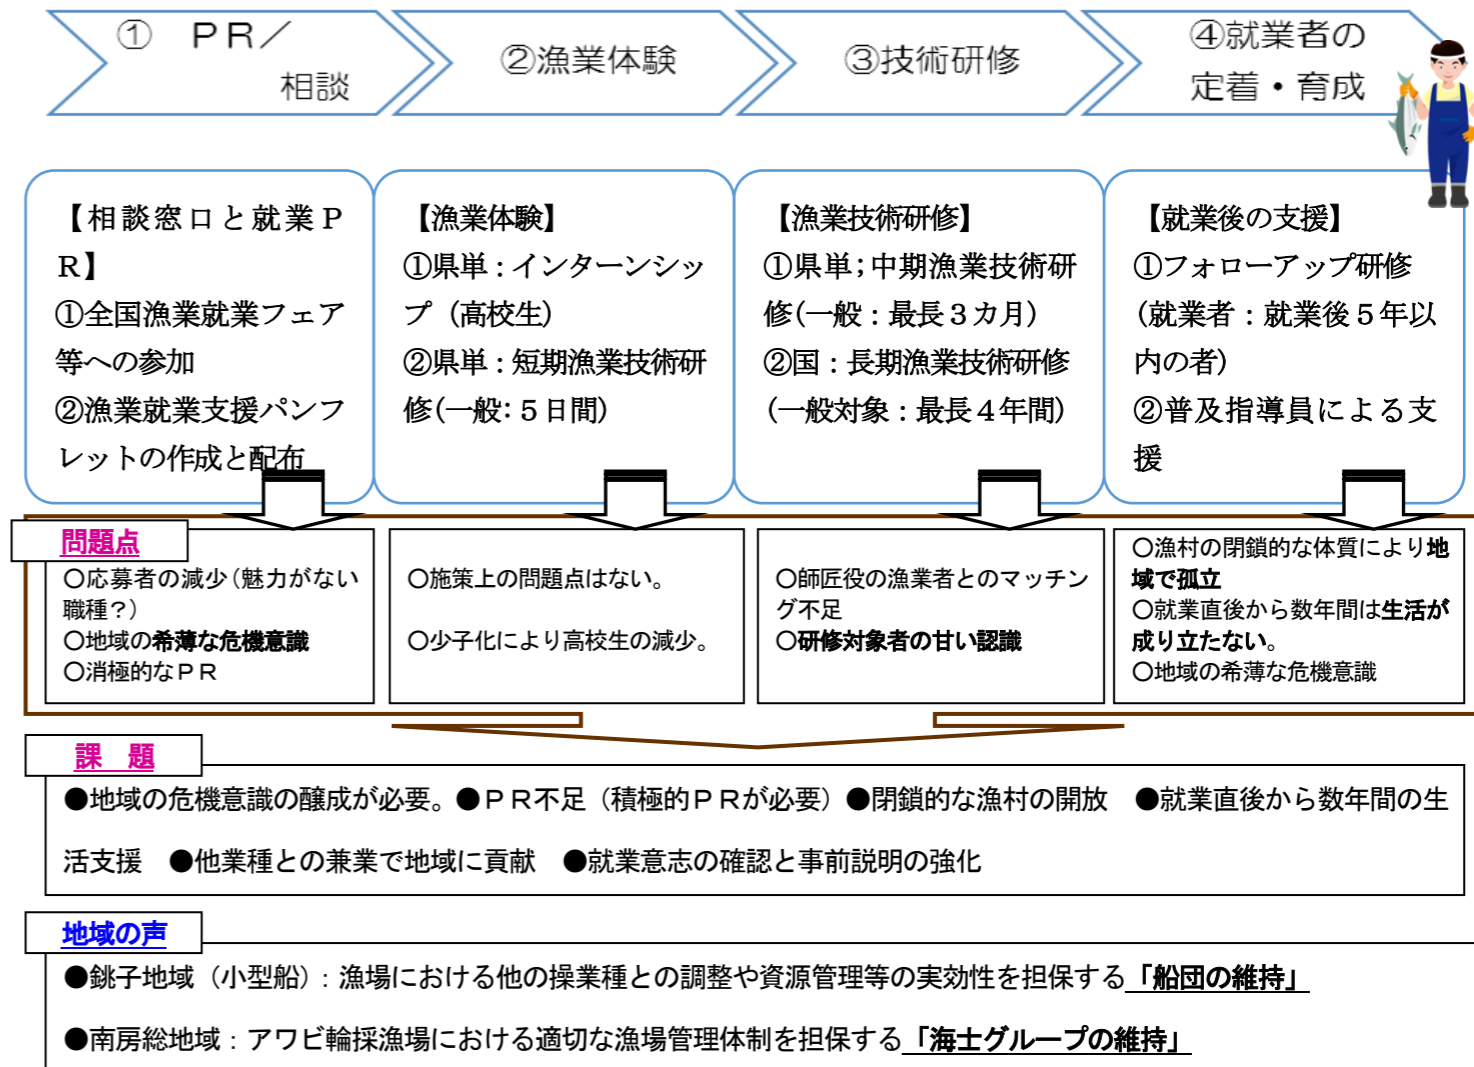 ① ＰＲ／
相談
②漁業体験
③技術研修
④就業者の
定着・育成
【相談窓口と就業Ｐ
Ｒ】
①全国漁業就業フェア
等への参加
②漁業就業支援パンフ
レットの作成と配布
【漁業体験】
①県単：インターンシッ
プ（高校生）
②県単：短期漁業技術研
修(一般：５日間)
【漁業技術研修】
①県単；中期漁業技術研
修(一般：最長３カ月)
②国：長期漁業技術研修
(一般対象：最長４年間)
【就業後の支援】
①フォローアップ研修
(就業者：就業後５年以
内の者)
②普及指導員による支
援
問題点
○応募者の減少(魅力がない
職種？)
○地域の希薄な危機意識
○消極的なＰＲ
○施策上の問題点はない。
○少子化により高校生の減少。
○師匠役の漁業者とのマッチン
グ不足
○研修対象者の甘い認識
○漁村の閉鎖的な体質により地
域で孤立
○就業直後から数年間は生活が
成り立たない。
○地域の希薄な危機意識
課　題
●地域の危機意識の醸成が必要。●ＰＲ不足（積極的ＰＲが必要）●閉鎖的な漁村の開放　●就業直後から数年間の生
活支援　●他業種との兼業で地域に貢献　●就業意志の確認と事前説明の強化
地域の声
●銚子地域（小型船）：漁場における他の操業種との調整や資源管理等の実効性を担保する「船団の維持」
●南房総地域：アワビ輪採漁場における適切な漁場管理体制を担保する「海士グループの維持」